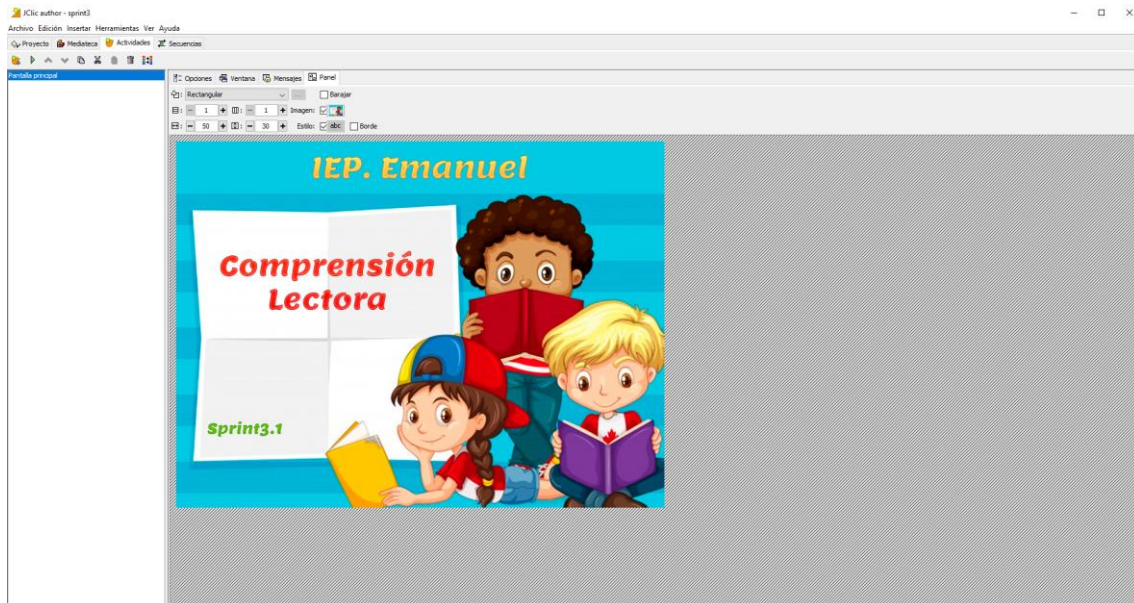 JClic author - sprint3
Archivo Edición Insertar Herramientas Ver Ayuda
Proyecto Mediateca Actividades Secuencias
Pantalla principal
Opciones Ventana Mensajes Panel
Rectangular ... Barajar
1 1 Imagen:
50 30 Estilo: abc Borde
IEP. Emanuel
Comprensión
Lectora
Sprint3.1